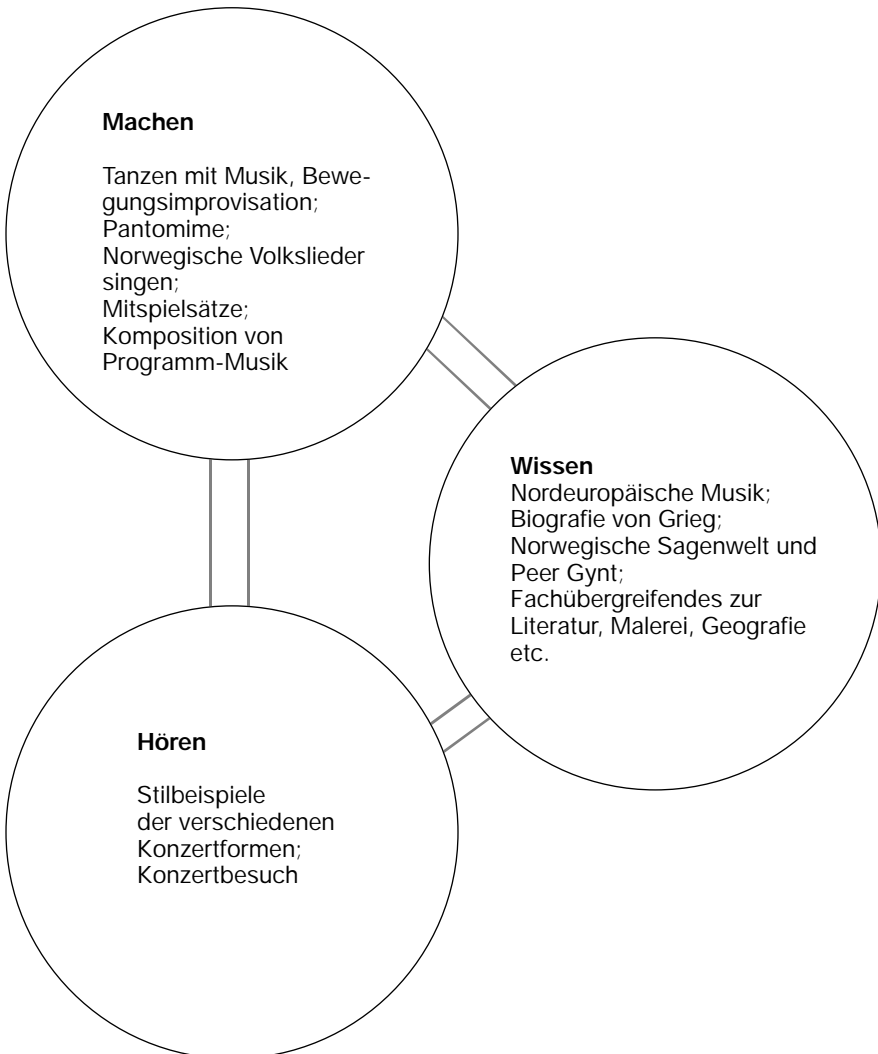 Machen
Tanzen mit Musik, Bewe-
gungsimprovisation;
Pantomime;
Norwegische Volkslieder
singen;
Mitspielsätze;
Komposition von
Programm-Musik
Wissen
Nordeuropäische Musik;
Biografie von Grieg;
Norwegische Sagenwelt und
Peer Gynt;
Fachübergreifendes zur
Literatur, Malerei, Geografie
etc.
Hören
Stilbeispiele
der verschiedenen
Konzertformen;
Konzertbesuch